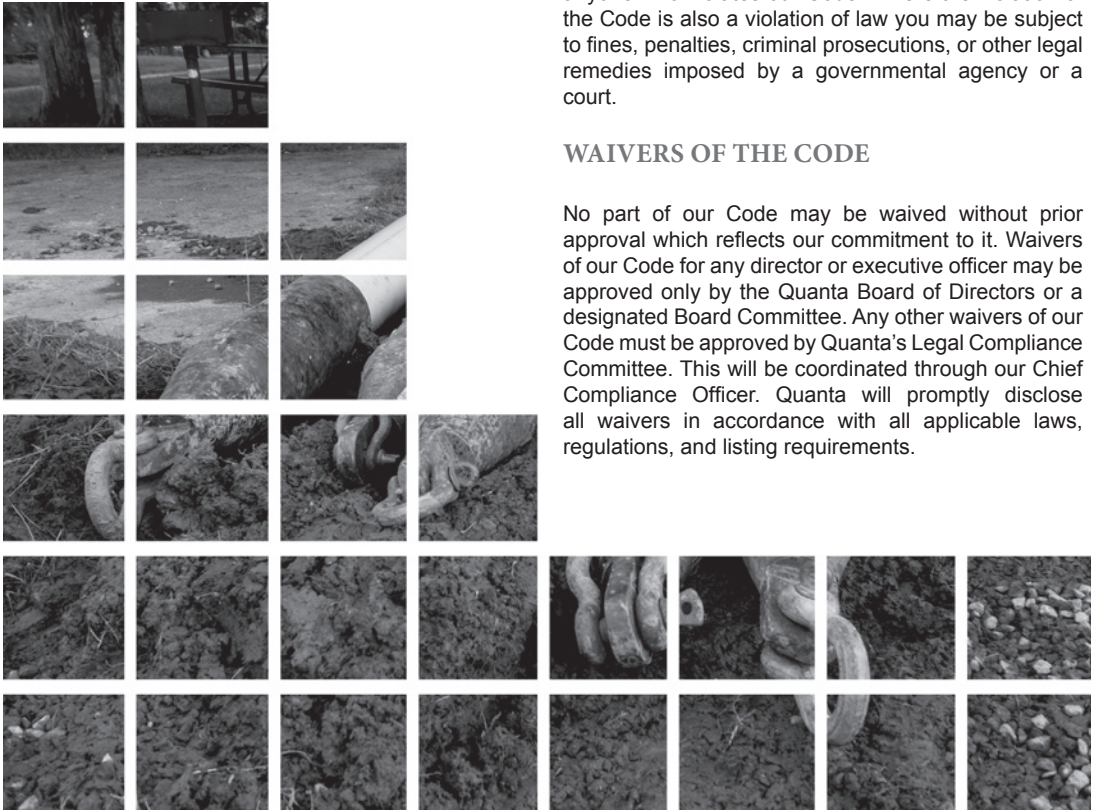 the Code is also a violation of law you may be subject
to fines, penalties, criminal prosecutions, or other legal
remedies imposed by a governmental agency or a
court.
WAIVERS OF THE CODE
No part of our Code may be waived without prior
approval which reflects our commitment to it. Waivers
of our Code for any director or executive officer may be
approved only by the Quanta Board of Directors or a
designated Board Committee. Any other waivers of our
Code must be approved by Quanta’s Legal Compliance
Committee. This will be coordinated through our Chief
Compliance Officer. Quanta will promptly disclose
all waivers in accordance with all applicable laws,
regulations, and listing requirements.